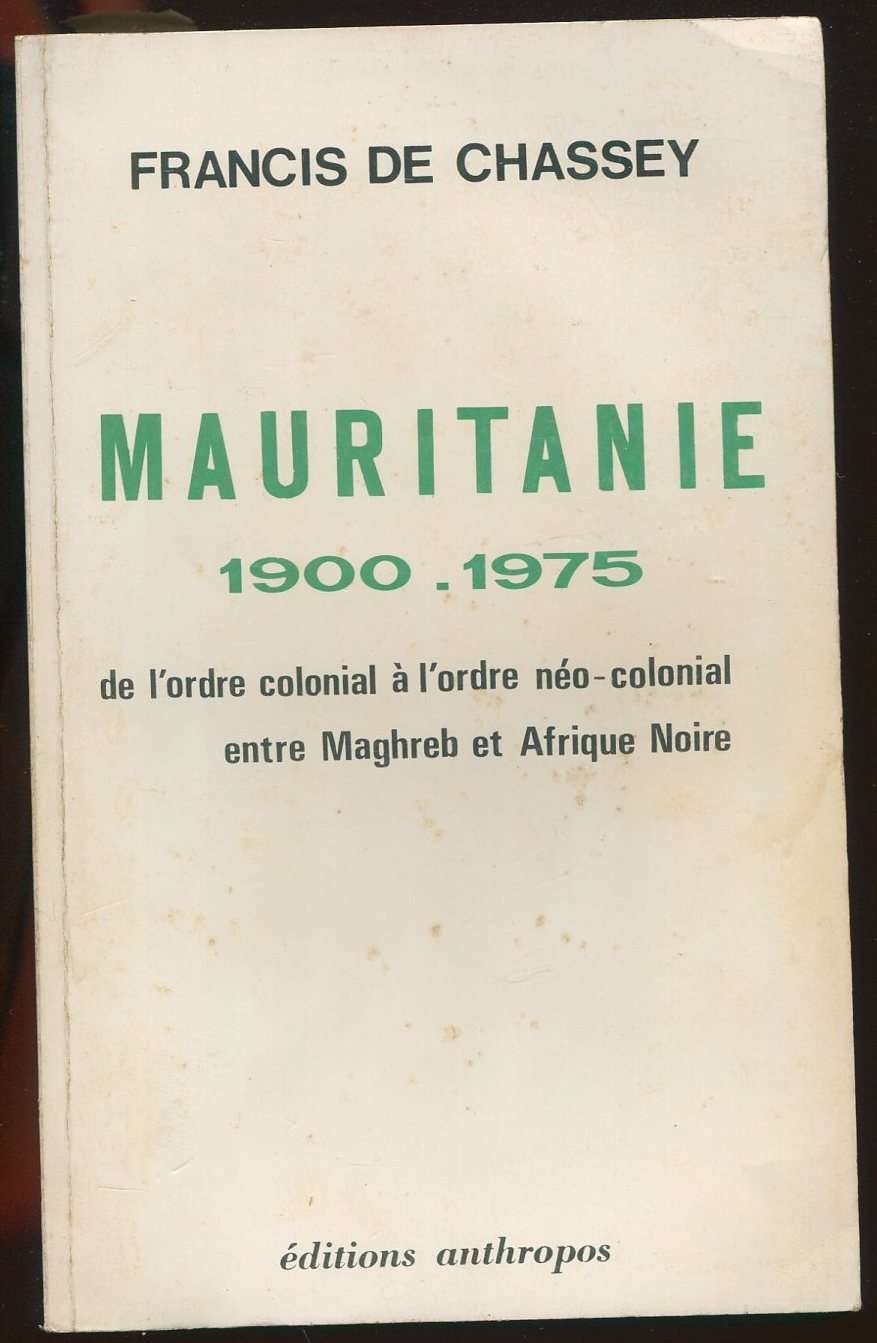 FRANCIS DE CHASSEY
MAURITANIE
1900.1975
de l'ordre colonial à l'ordre néo-colonial
entre Maghreb et Afrique Noire
éditions anthropos